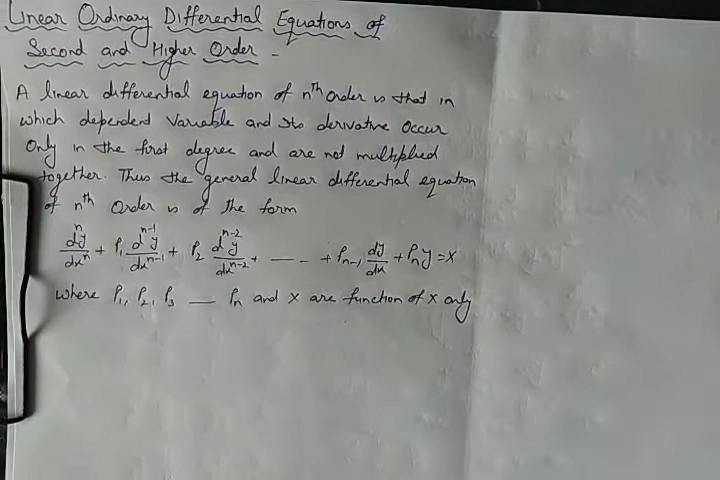 Linear Ordinary Differential Equations of
Second and Higher Order -
A linear differential equation of nth Order is that in
which dependent variable and its derivative occur
Only in the first degree and are not multiplied
together. Thus the general linear differential equation
of nth Order is of the form
dⁿy/dxⁿ + P₁ dⁿ⁻¹y/dxⁿ⁻¹ + P₂ dⁿ⁻²y/dxⁿ⁻² + --- + Pₙ₋₁ dy/dx + Pₙy = X
where P₁, P₂, P₃ — Pₙ and X are function of x only